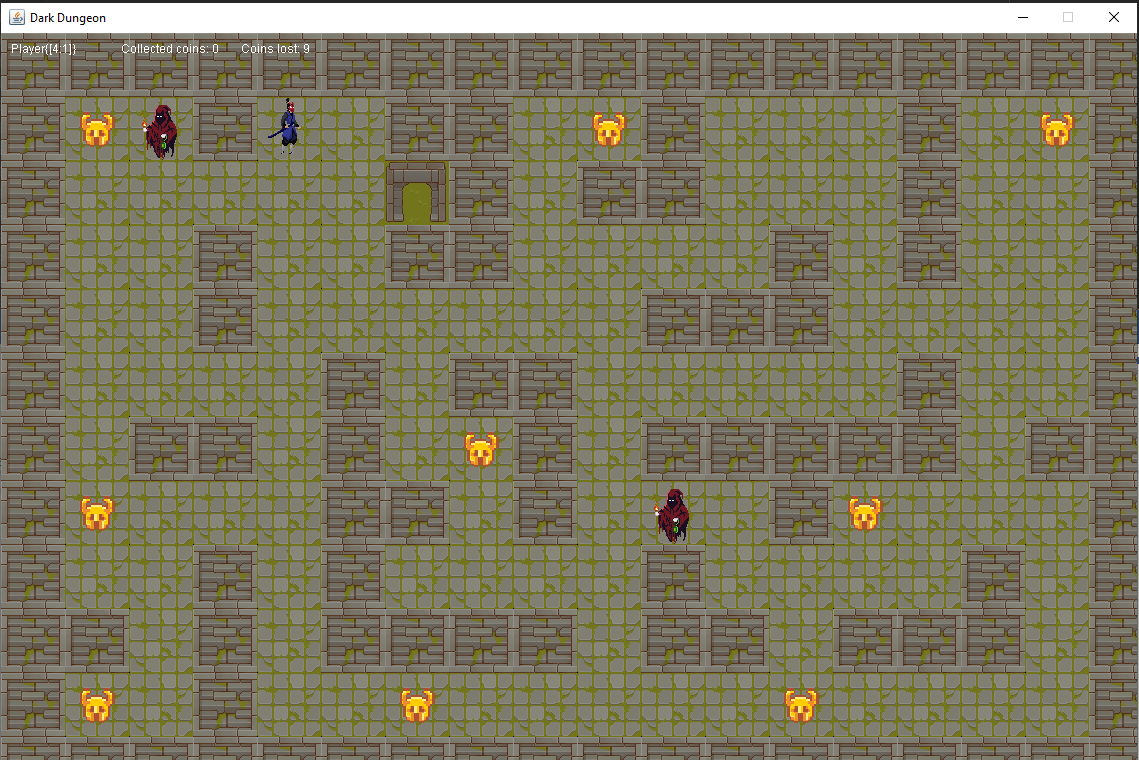 Dark Dungeon
Player{[4:1]} Collected coins: 0 Coins lost: 9